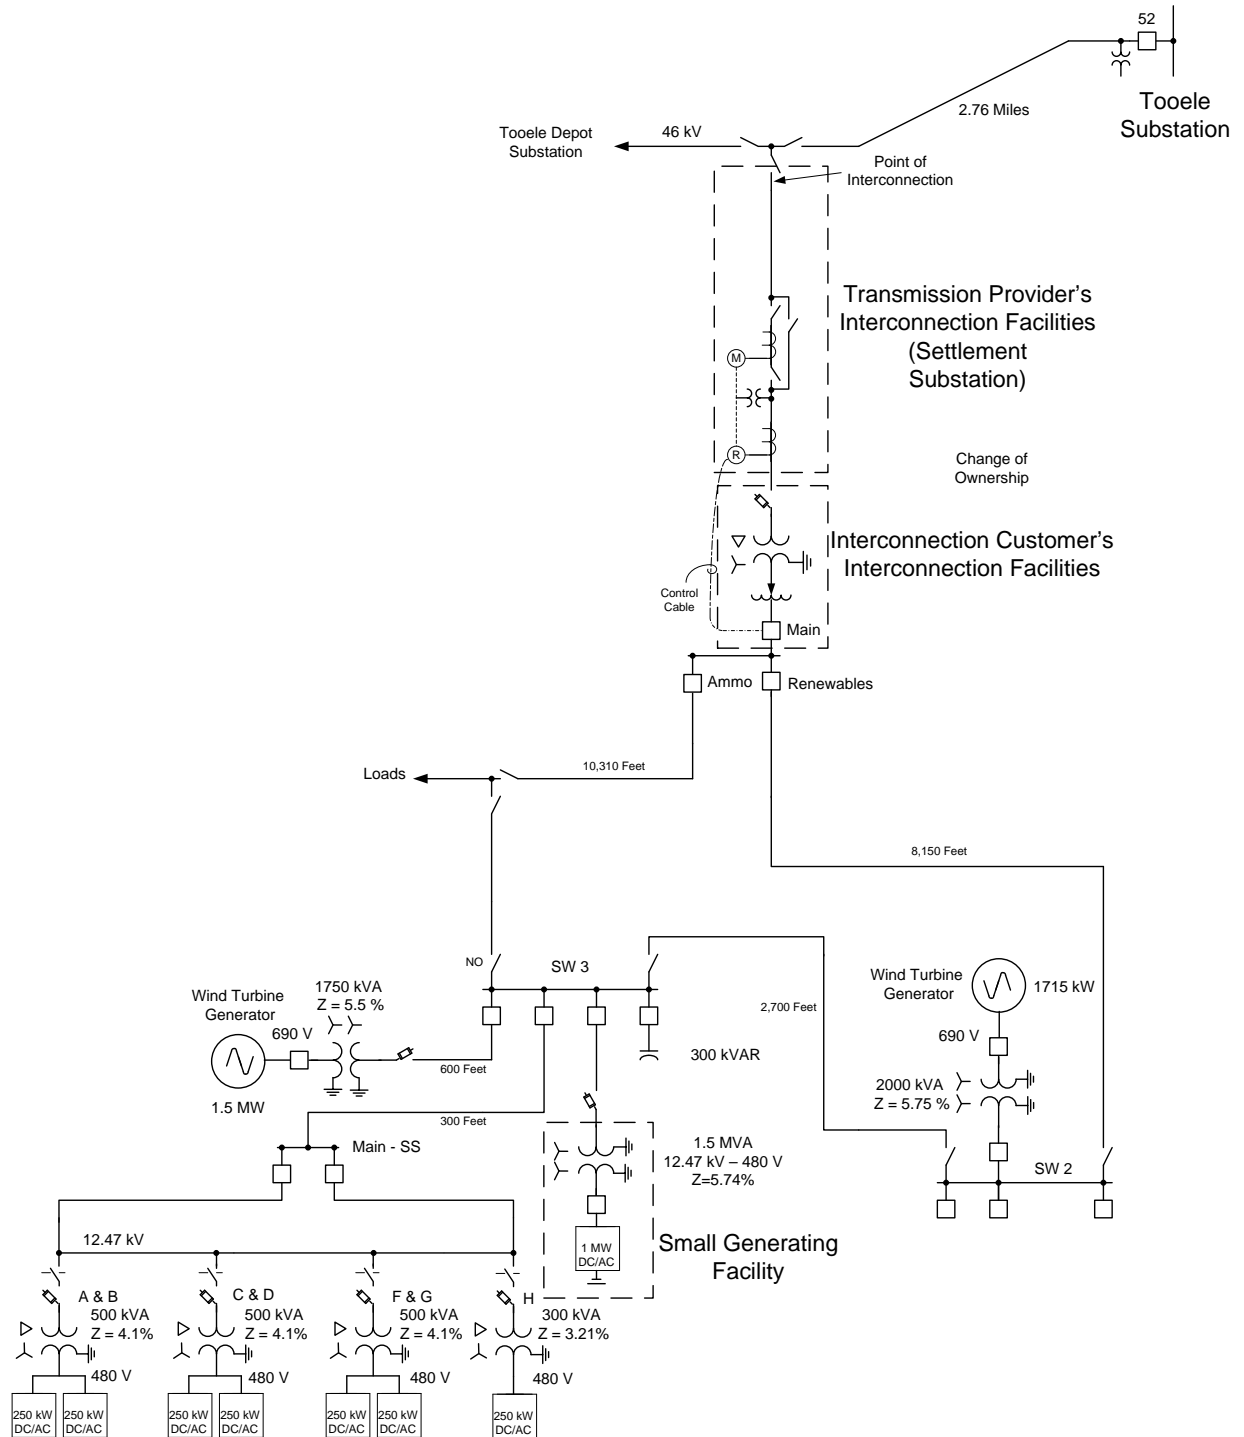 52
Tooele
Substation
2.76 Miles
46 kV
Tooele Depot
Substation
Point of
Interconnection
Transmission Provider's
Interconnection Facilities
(Settlement
Substation)
M
R
Change of
Ownership
Interconnection Customer's
Interconnection Facilities
Control
Cable
Main
Ammo
Renewables
10,310 Feet
Loads
8,150 Feet
NO
SW 3
Wind Turbine
Generator
1750 kVA
Z = 5.5 %
690 V
1.5 MW
600 Feet
300 kVAR
2,700 Feet
Wind Turbine
Generator
1715 kW
690 V
2000 kVA
Z = 5.75 %
SW 2
300 Feet
Main - SS
1.5 MVA
12.47 kV – 480 V
Z=5.74%
1 MW
DC/AC
Small Generating
Facility
12.47 kV
A & B
500 kVA
Z = 4.1%
480 V
250 kW
DC/AC
250 kW
DC/AC
C & D
500 kVA
Z = 4.1%
480 V
250 kW
DC/AC
250 kW
DC/AC
F & G
500 kVA
Z = 4.1%
480 V
250 kW
DC/AC
250 kW
DC/AC
H
300 kVA
Z = 3.21%
480 V
250 kW
DC/AC